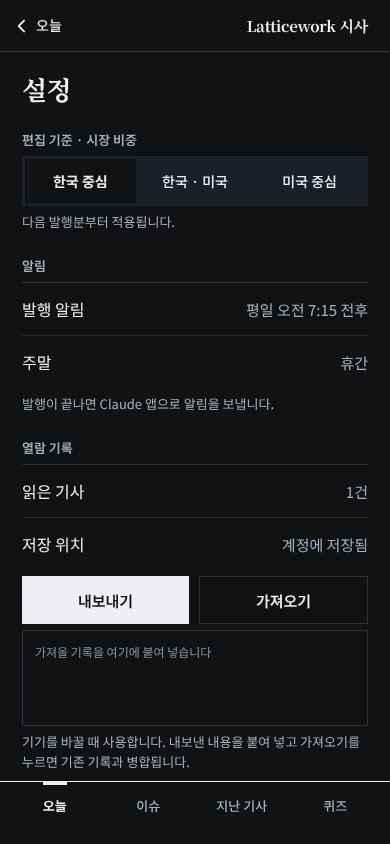 오늘
Latticework 시사
설정
편집 기준 · 시장 비중
한국 중심
한국 · 미국
미국 중심
다음 발행분부터 적용됩니다.
알림
발행 알림
평일 오전 7:15 전후
주말
휴간
발행이 끝나면 Claude 앱으로 알림을 보냅니다.
열람 기록
읽은 기사
1건
저장 위치
계정에 저장됨
내보내기
가져오기
가져올 기록을 여기에 붙여 넣습니다
기기를 바꿀 때 사용합니다. 내보낸 내용을 붙여 넣고 가져오기를
누르면 기존 기록과 병합됩니다.
오늘
이슈
지난 기사
퀴즈